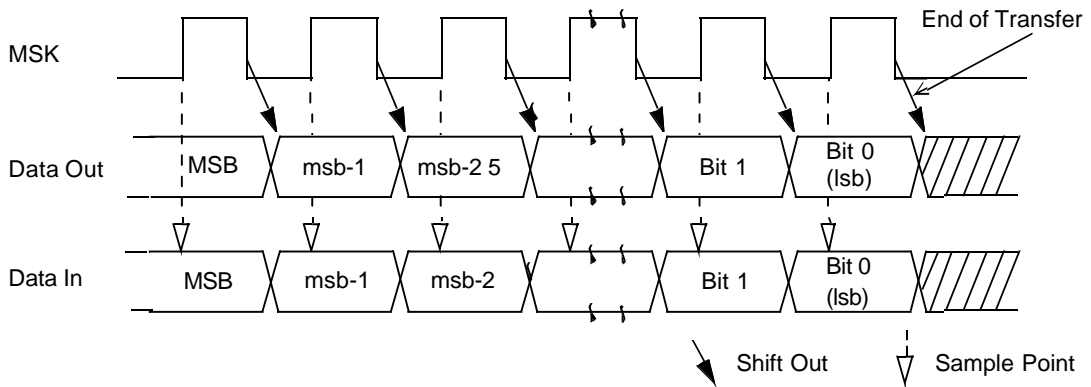 End of Transfer
MSK
Data Out
MSB
msb-1
msb-2 5
Bit 1
Bit 0
(lsb)
Data In
MSB
msb-1
msb-2
Bit 1
Bit 0
(lsb)
Shift Out
Sample Point